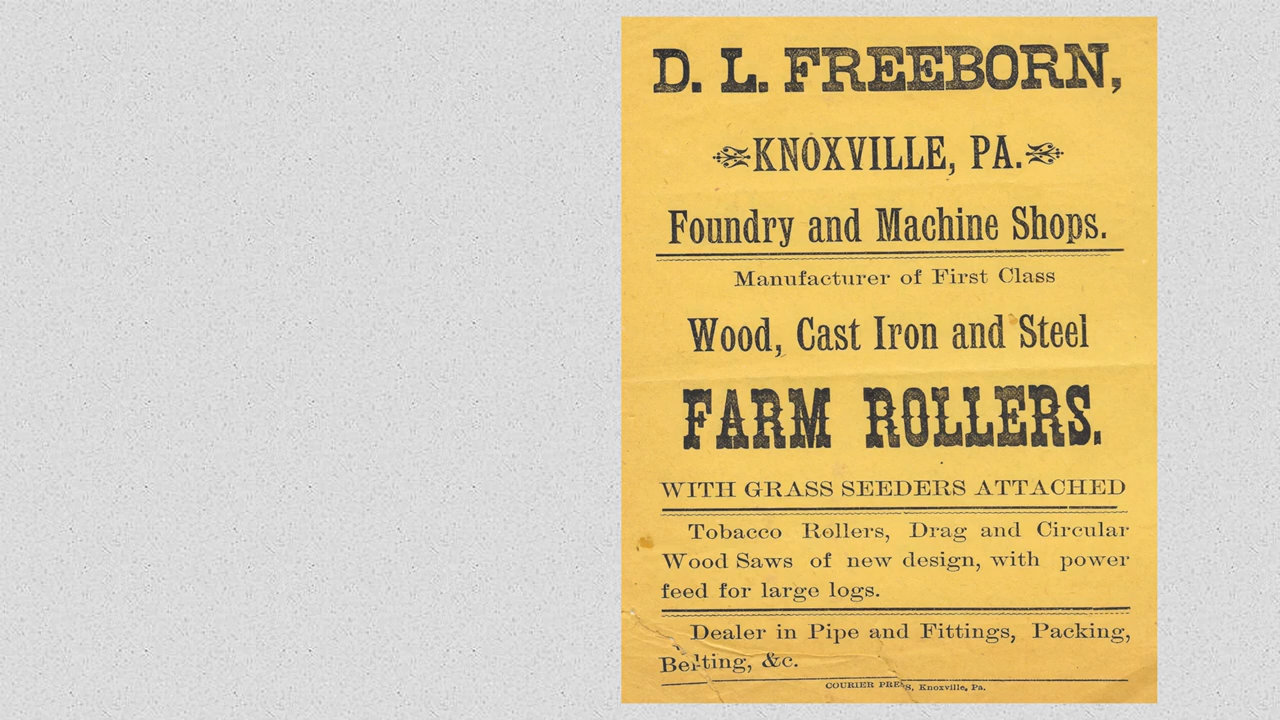 D. L. FREEBORN,
KNOXVILLE, PA.
Foundry and Machine Shops.
Manufacturer of First Class
Wood, Cast Iron and Steel
FARM ROLLERS.
WITH GRASS SEEDERS ATTACHED
Tobacco Rollers, Drag and Circular
Wood Saws of new design, with power
feed for large logs.
Dealer in Pipe and Fittings, Packing,
Belting, &c.
COURIER PRESS, Knoxville, Pa.